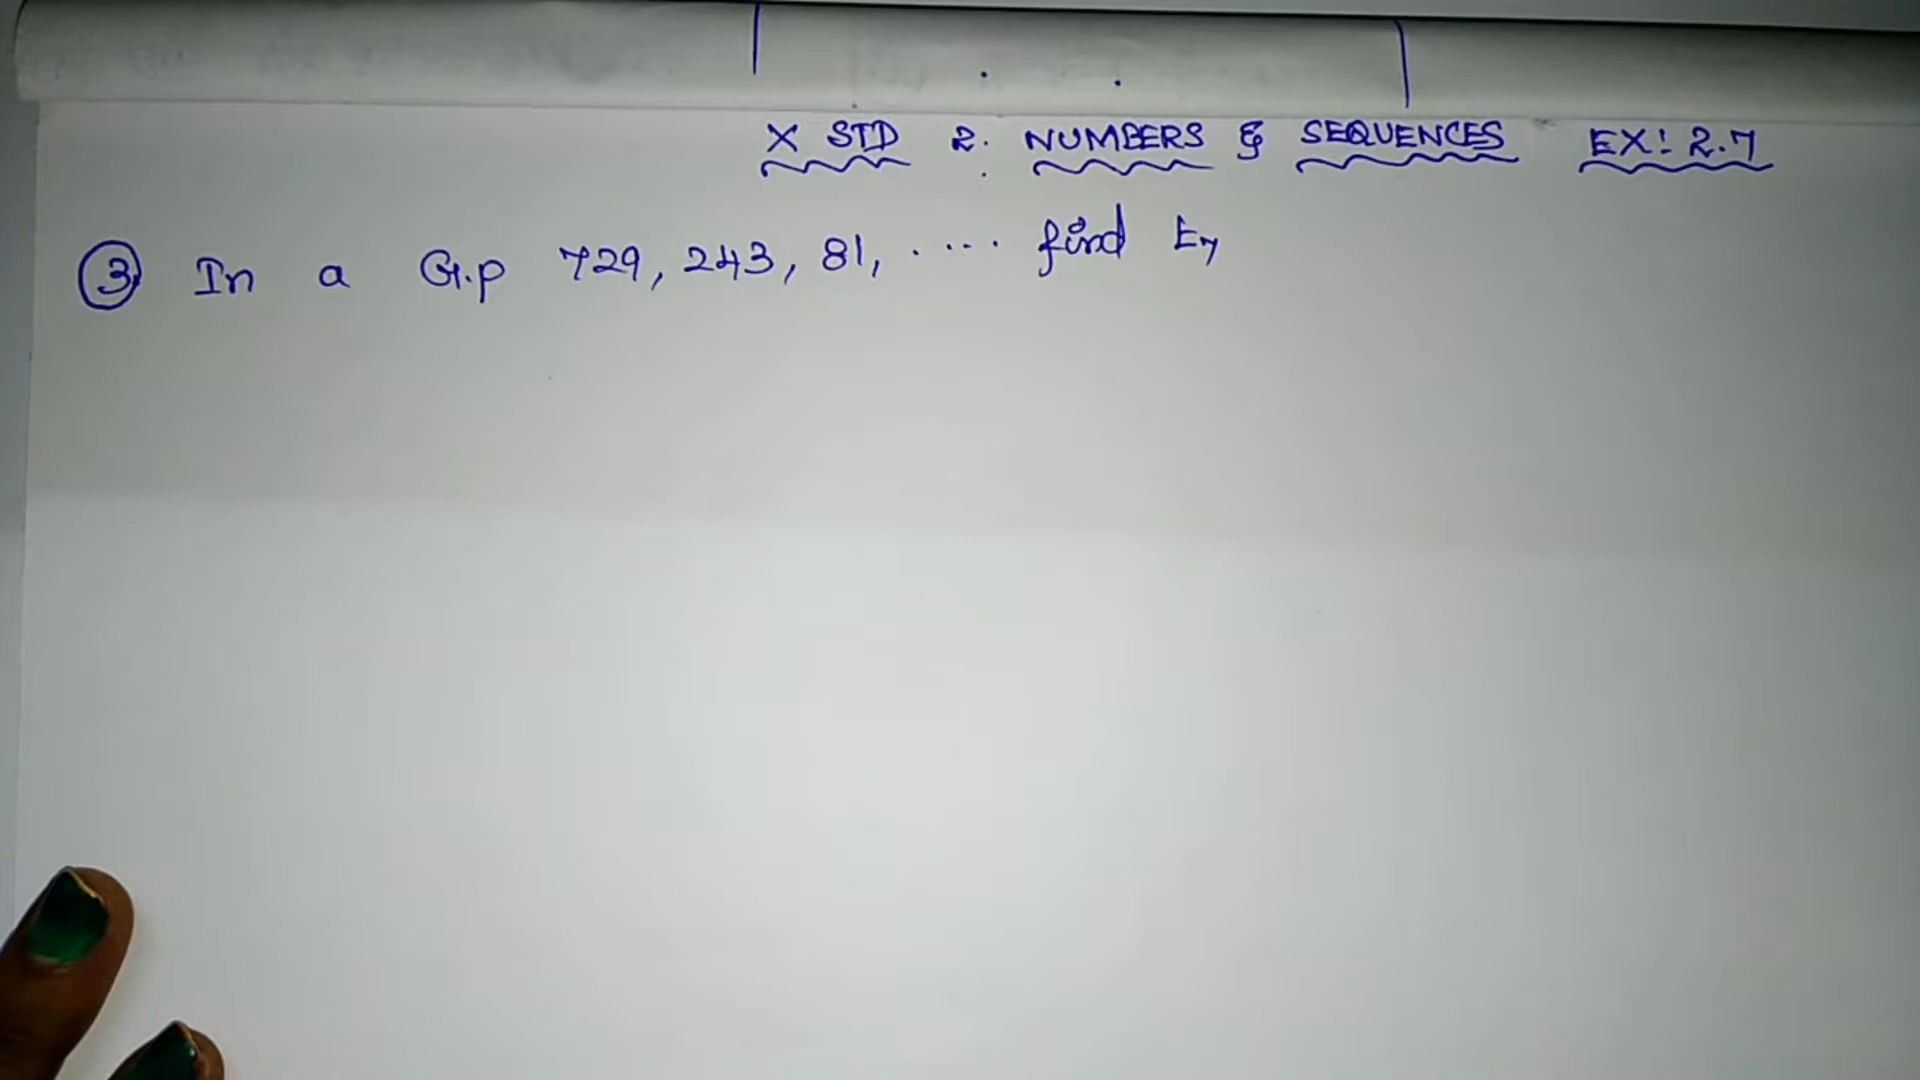 X STD 2. NUMBERS & SEQUENCES EX: 2.7
3 In a G.p 729, 243, 81, ..... find t7